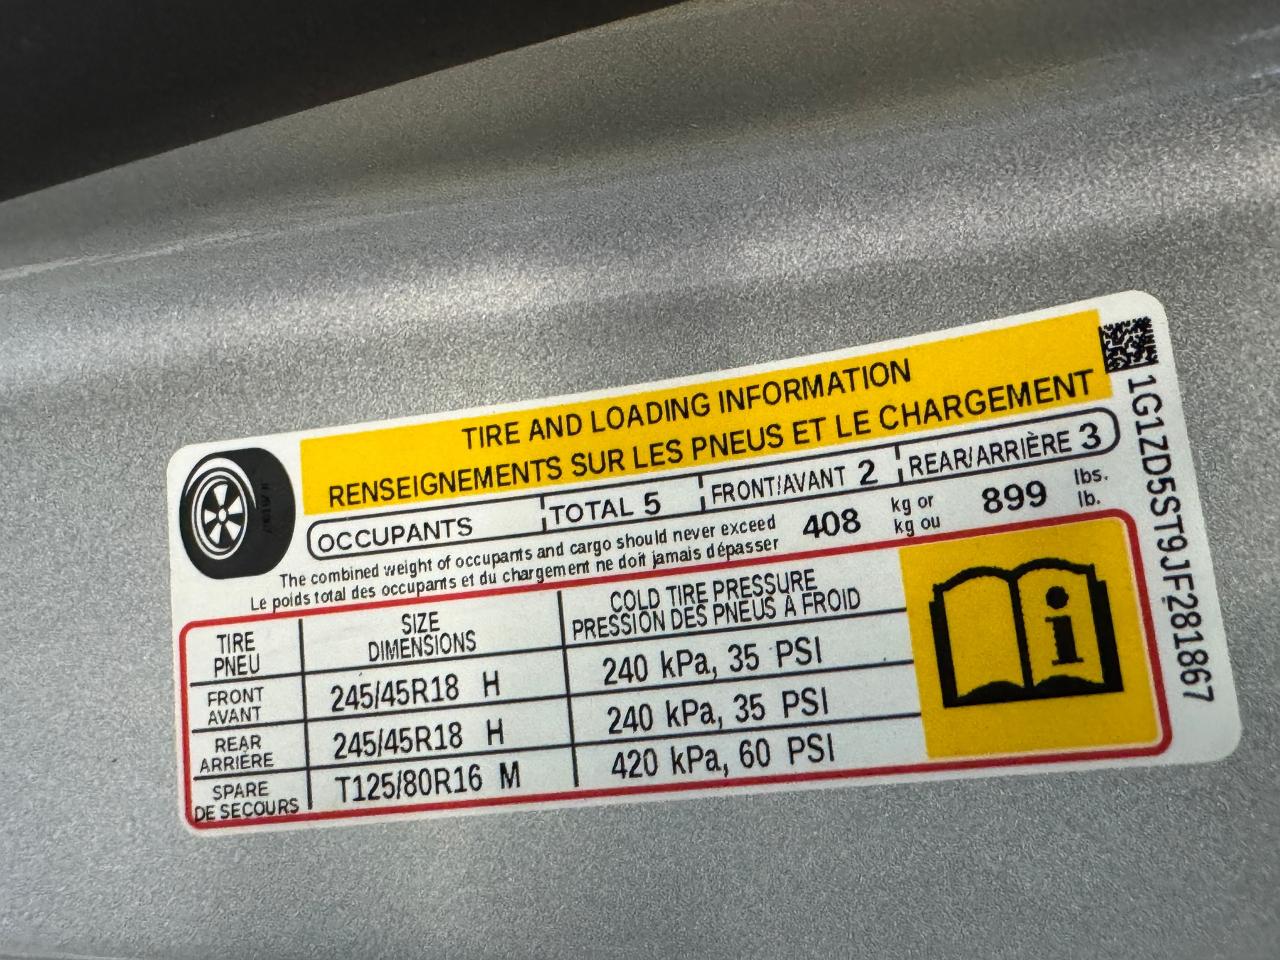 TIRE AND LOADING INFORMATION
RENSEIGNEMENTS SUR LES PNEUS ET LE CHARGEMENT
OCCUPANTS TOTAL 5 FRONT/AVANT 2 REAR/ARRIÈRE 3
The combined weight of occupants and cargo should never exceed 408 kg or 899 lbs.
Le poids total des occupants et du chargement ne doit jamais dépasser kg ou lb.
TIRE SIZE COLD TIRE PRESSURE
PNEU DIMENSIONS PRESSION DES PNEUS À FROID
FRONT
AVANT 245/45R18 H 240 kPa, 35 PSI
REAR
ARRIÈRE 245/45R18 H 240 kPa, 35 PSI
SPARE
DE SECOURS T125/80R16 M 420 kPa, 60 PSI
i
1G1ZD5ST9JF281867